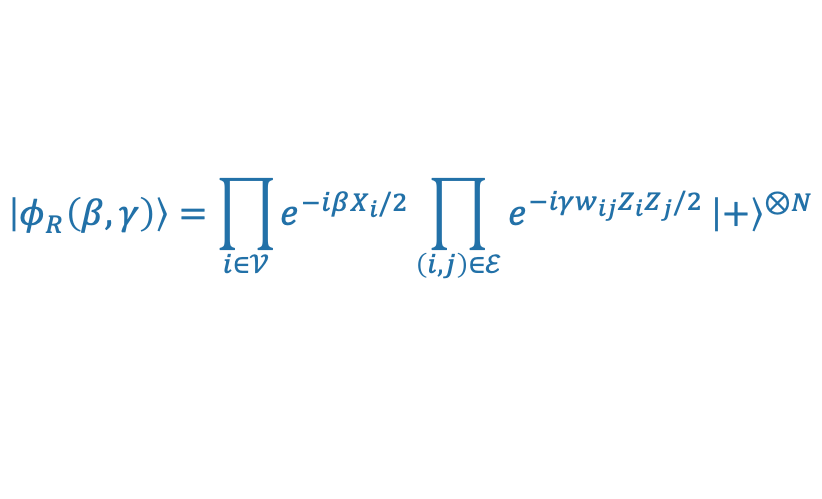 |ϕ_R(β,γ)⟩ = ∏_{i∈𝒱} e^{−iβX_i/2} ∏_{(i,j)∈ℰ} e^{−iγw_{ij}Z_iZ_j/2} |+⟩^{⊗N}